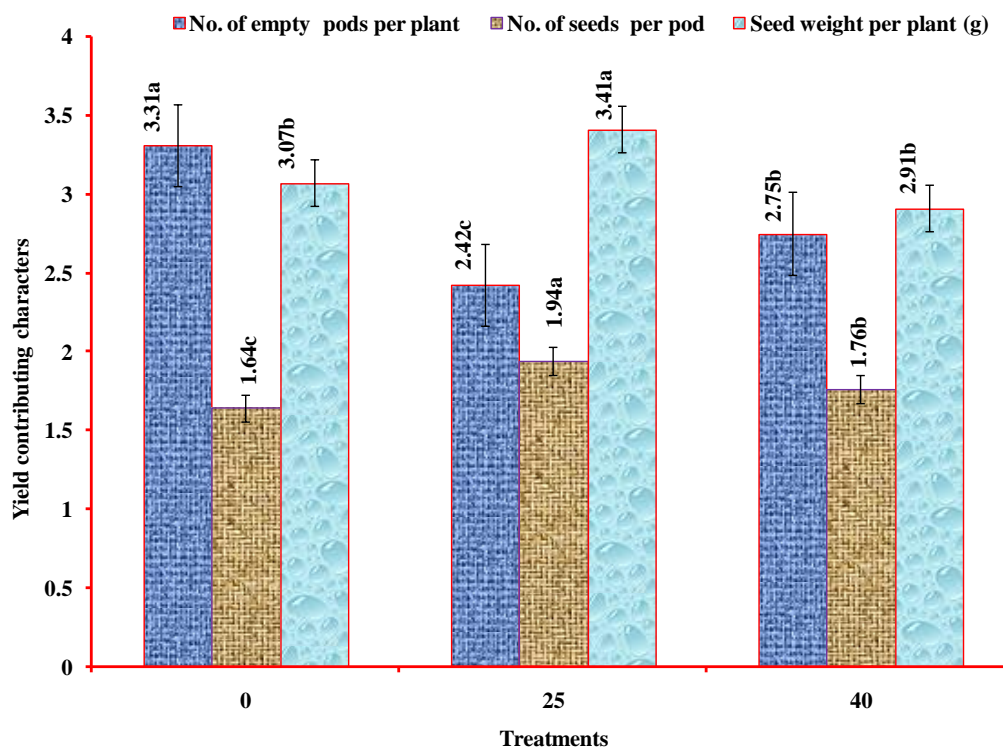 No. of empty pods per plant
No. of seeds per pod
Seed weight per plant (g)
Yield contributing characters
4
3.5
3
2.5
2
1.5
1
0.5
0
3.31a
1.64c
3.07b
2.42c
1.94a
3.41a
2.75b
1.76b
2.91b
0
25
40
Treatments